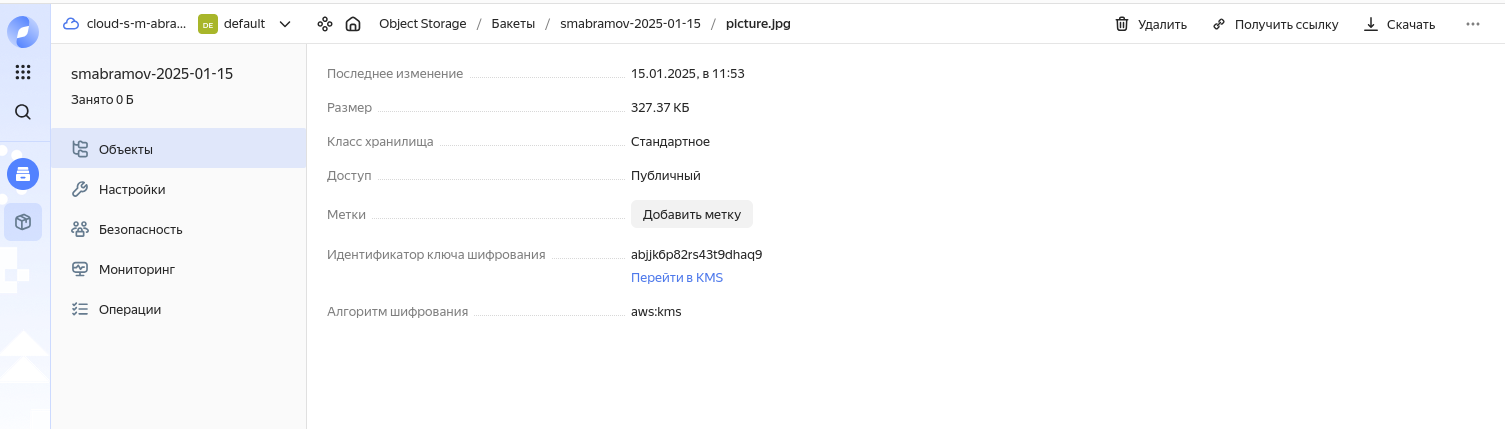 cloud-s-m-abra... DE default Object Storage / Бакеты / smabramov-2025-01-15 / picture.jpg Удалить Получить ссылку Скачать
smabramov-2025-01-15
Занято 0 Б
Объекты
Настройки
Безопасность
Мониторинг
Операции
Последнее изменение 15.01.2025, в 11:53
Размер 327.37 КБ
Класс хранилища Стандартное
Доступ Публичный
Метки Добавить метку
Идентификатор ключа шифрования abjjk6p82rs43t9dhaq9
Перейти в KMS
Алгоритм шифрования aws:kms